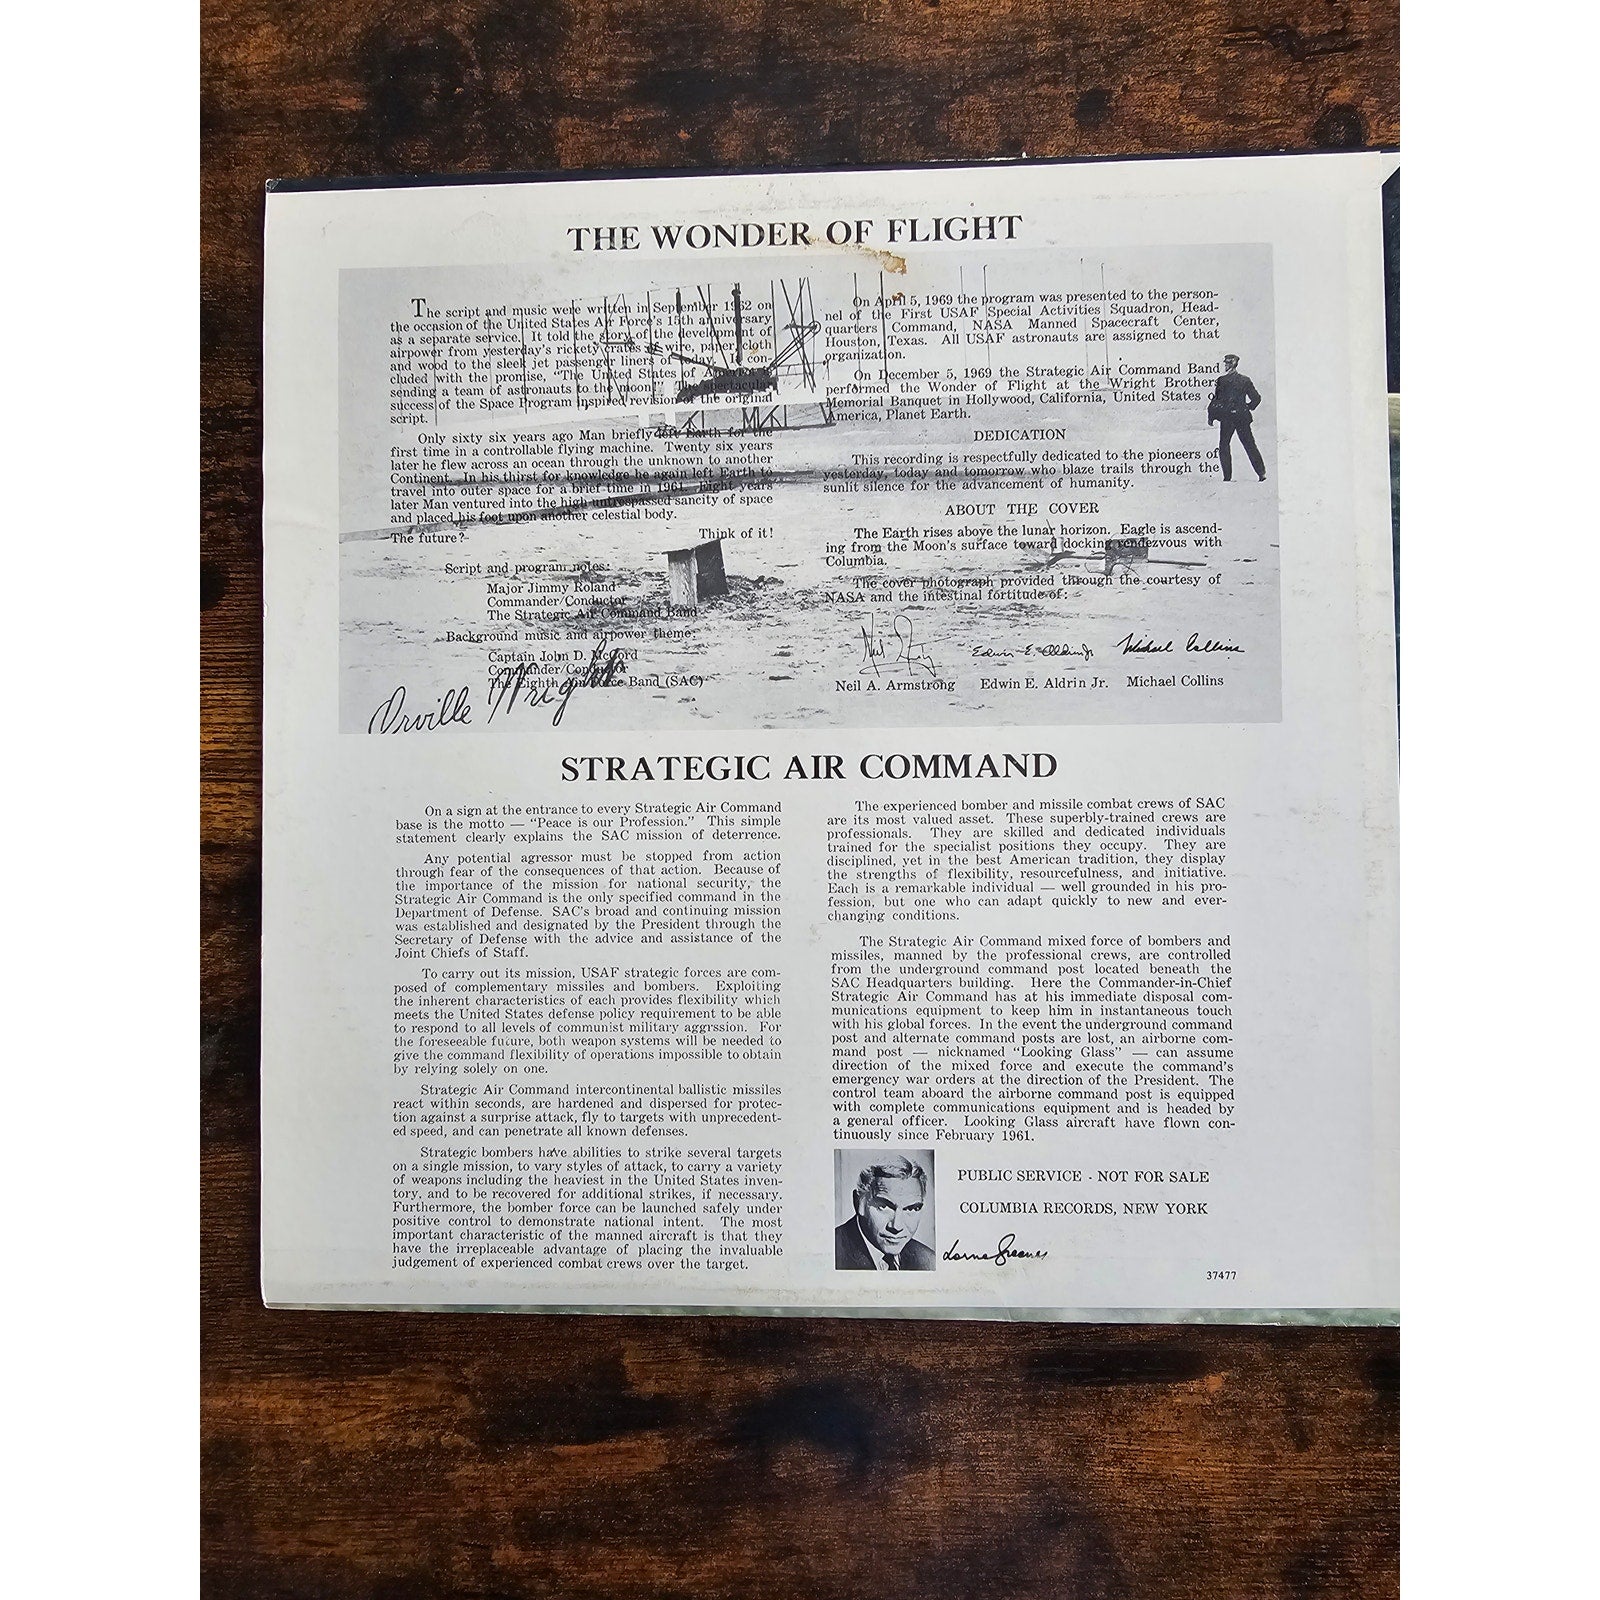 THE WONDER OF FLIGHT
The script and music were written in September 1962 on
the occasion of the United States Air Force's 15th anniversary
as a separate service. It told the story of the development of
airpower from yesterday's rickety crates of wire, paper, cloth
and wood to the sleek jet passenger liners of today. It con-
cluded with the promise, "The United States of America is
sending a team of astronauts to the moon!" The spectacular
success of the Space Program inspired revision of the original
script.
Only sixty six years ago Man briefly left Earth for the
first time in a controllable flying machine. Twenty six years
later he flew across an ocean through the unknown to another
Continent. In his thirst for knowledge he again left Earth to
travel into outer space for a brief time in 1961. Eight years
later Man ventured into the high untrespassed sancity of space
and placed his foot upon another celestial body.
The future? Think of it!
Script and program notes:
Major Jimmy Roland
Commander/Conductor
The Strategic Air Command Band
Background music and airpower theme:
Captain John D. McCord
Commander/Conductor
The Eighth Air Force Band (SAC)
Orville Wright
On April 5, 1969 the program was presented to the person-
nel of the First USAF Special Activities Squadron, Head-
quarters Command, NASA Manned Spacecraft Center,
Houston, Texas. All USAF astronauts are assigned to that
organization.
On December 5, 1969 the Strategic Air Command Band
performed the Wonder of Flight at the Wright Brothers
Memorial Banquet in Hollywood, California, United States of
America, Planet Earth.
DEDICATION
This recording is respectfully dedicated to the pioneers of
yesterday, today and tomorrow who blaze trails through the
sunlit silence for the advancement of humanity.
ABOUT THE COVER
The Earth rises above the lunar horizon. Eagle is ascend-
ing from the Moon's surface toward docking rendezvous with
Columbia.
The cover photograph provided through the courtesy of
NASA and the intestinal fortitude of:
Edwin E. Aldrin Jr Michael Collins
Neil A. Armstrong Edwin E. Aldrin Jr. Michael Collins
STRATEGIC AIR COMMAND
On a sign at the entrance to every Strategic Air Command
base is the motto — "Peace is our Profession." This simple
statement clearly explains the SAC mission of deterrence.
Any potential agressor must be stopped from action
through fear of the consequences of that action. Because of
the importance of the mission for national security, the
Strategic Air Command is the only specified command in the
Department of Defense. SAC's broad and continuing mission
was established and designated by the President through the
Secretary of Defense with the advice and assistance of the
Joint Chiefs of Staff.
To carry out its mission, USAF strategic forces are com-
posed of complementary missiles and bombers. Exploiting
the inherent characteristics of each provides flexibility which
meets the United States defense policy requirement to be able
to respond to all levels of communist military aggrssion. For
the foreseeable future, both weapon systems will be needed to
give the command flexibility of operations impossible to obtain
by relying solely on one.
Strategic Air Command intercontinental ballistic missiles
react within seconds, are hardened and dispersed for protec-
tion against a surprise attack, fly to targets with unprecedent-
ed speed, and can penetrate all known defenses.
Strategic bombers have abilities to strike several targets
on a single mission, to vary styles of attack, to carry a variety
of weapons including the heaviest in the United States inven-
tory, and to be recovered for additional strikes, if necessary.
Furthermore, the bomber force can be launched safely under
positive control to demonstrate national intent. The most
important characteristic of the manned aircraft is that they
have the irreplaceable advantage of placing the invaluable
judgement of experienced combat crews over the target.
The experienced bomber and missile combat crews of SAC
are its most valued asset. These superbly-trained crews are
professionals. They are skilled and dedicated individuals
trained for the specialist positions they occupy. They are
disciplined, yet in the best American tradition, they display
the strengths of flexibility, resourcefulness, and initiative.
Each is a remarkable individual — well grounded in his pro-
fession, but one who can adapt quickly to new and ever-
changing conditions.
The Strategic Air Command mixed force of bombers and
missiles, manned by the professional crews, are controlled
from the underground command post located beneath the
SAC Headquarters building. Here the Commander-in-Chief
Strategic Air Command has at his immediate disposal com-
munications equipment to keep him in instantaneous touch
with his global forces. In the event the underground command
post and alternate command posts are lost, an airborne com-
mand post — nicknamed "Looking Glass" — can assume
direction of the mixed force and execute the command's
emergency war orders at the direction of the President. The
control team aboard the airborne command post is equipped
with complete communications equipment and is headed by
a general officer. Looking Glass aircraft have flown con-
tinuously since February 1961.
PUBLIC SERVICE - NOT FOR SALE
COLUMBIA RECORDS, NEW YORK
Lorne Greene
37477